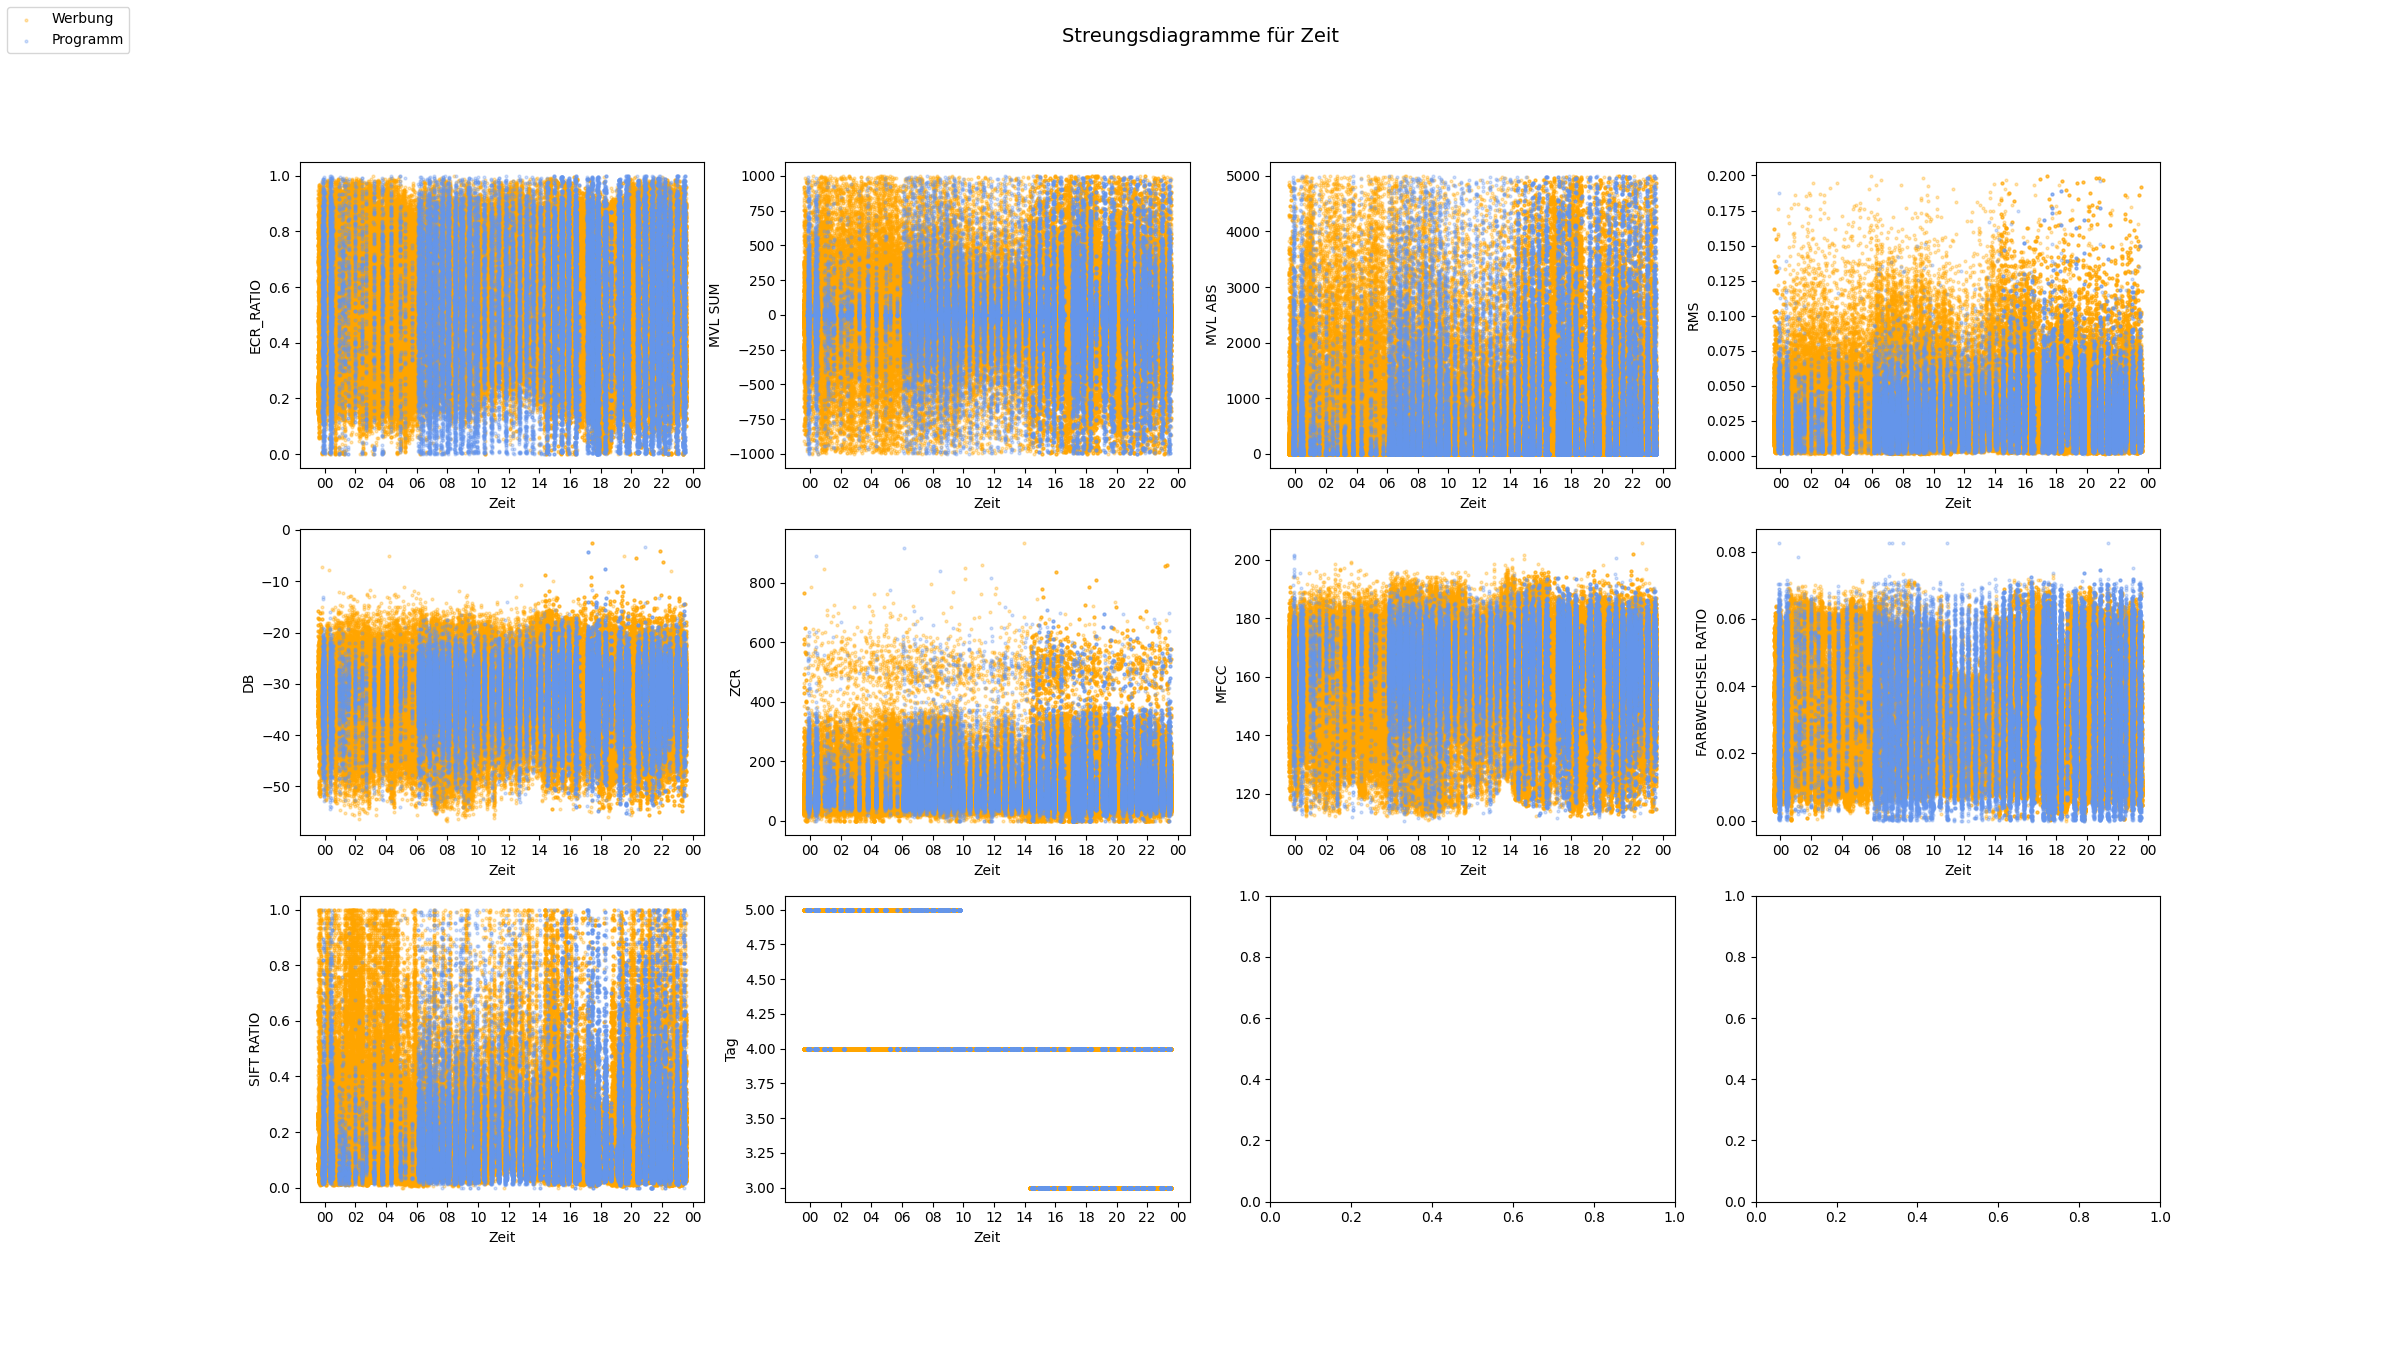 Werbung
Programm
Streungsdiagramme für Zeit
1.0
0.8
0.6
0.4
0.2
0.0
ECR_RATIO
00 02 04 06 08 10 12 14 16 18 20 22 00
Zeit
1000
750
500
250
0
−250
−500
−750
−1000
MVL SUM
00 02 04 06 08 10 12 14 16 18 20 22 00
Zeit
5000
4000
3000
2000
1000
0
MVL ABS
00 02 04 06 08 10 12 14 16 18 20 22 00
Zeit
0.200
0.175
0.150
0.125
0.100
0.075
0.050
0.025
0.000
RMS
00 02 04 06 08 10 12 14 16 18 20 22 00
Zeit
0
−10
−20
−30
−40
−50
DB
00 02 04 06 08 10 12 14 16 18 20 22 00
Zeit
800
600
400
200
0
ZCR
00 02 04 06 08 10 12 14 16 18 20 22 00
Zeit
200
180
160
140
120
MFCC
00 02 04 06 08 10 12 14 16 18 20 22 00
Zeit
0.08
0.06
0.04
0.02
0.00
FARBWECHSEL RATIO
00 02 04 06 08 10 12 14 16 18 20 22 00
Zeit
1.0
0.8
0.6
0.4
0.2
0.0
SIFT RATIO
00 02 04 06 08 10 12 14 16 18 20 22 00
Zeit
5.00
4.75
4.50
4.25
4.00
3.75
3.50
3.25
3.00
Tag
00 02 04 06 08 10 12 14 16 18 20 22 00
Zeit
1.0
0.8
0.6
0.4
0.2
0.0
0.0 0.2 0.4 0.6 0.8 1.0
1.0
0.8
0.6
0.4
0.2
0.0
0.0 0.2 0.4 0.6 0.8 1.0